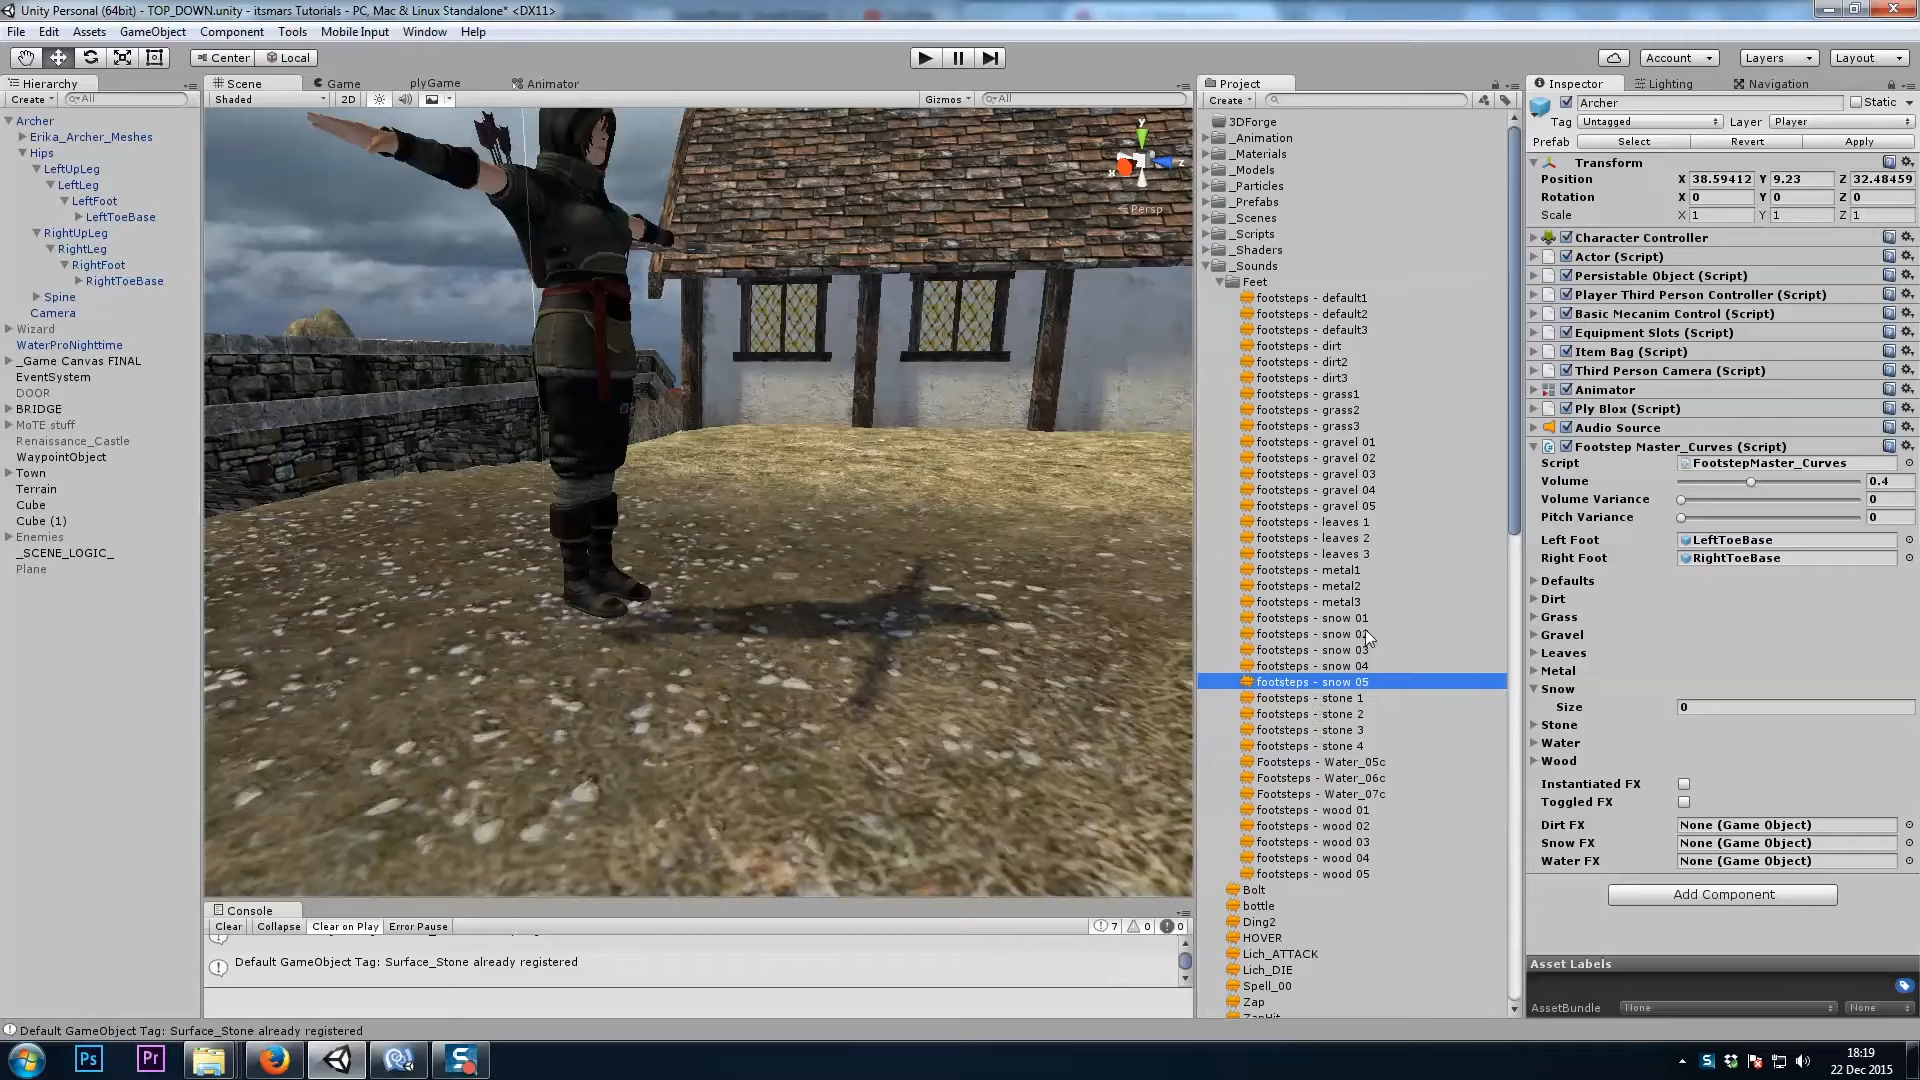 Unity Personal (64bit) - TOP_DOWN.unity - itsmars Tutorials - PC, Mac & Linux Standalone* <DX11>
File Edit Assets GameObject Component Tools Mobile Input Window Help
Center Local Account Layers Layout
Hierarchy
Create All
Archer
Erika_Archer_Meshes
Hips
LeftUpLeg
LeftLeg
LeftFoot
LeftToeBase
RightUpLeg
RightLeg
RightFoot
RightToeBase
Spine
Camera
Wizard
WaterProNighttime
_Game Canvas FINAL
EventSystem
DOOR
BRIDGE
MoTE stuff
Renaissance_Castle
WaypointObject
Town
Terrain
Cube
Cube (1)
Enemies
_SCENE_LOGIC_
Plane
Scene Game plyGame Animator
Shaded 2D Gizmos All
y
x
z
Persp
Console
Clear Collapse Clear on Play Error Pause 7 0 0
Default GameObject Tag: Surface_Stone already registered
Project
Create
3DForge
_Animation
_Materials
_Models
_Particles
_Prefabs
_Scenes
_Scripts
_Shaders
_Sounds
Feet
footsteps - default1
footsteps - default2
footsteps - default3
footsteps - dirt
footsteps - dirt2
footsteps - dirt3
footsteps - grass1
footsteps - grass2
footsteps - grass3
footsteps - gravel 01
footsteps - gravel 02
footsteps - gravel 03
footsteps - gravel 04
footsteps - gravel 05
footsteps - leaves 1
footsteps - leaves 2
footsteps - leaves 3
footsteps - metal1
footsteps - metal2
footsteps - metal3
footsteps - snow 01
footsteps - snow 02
footsteps - snow 03
footsteps - snow 04
footsteps - snow 05
footsteps - stone 1
footsteps - stone 2
footsteps - stone 3
footsteps - stone 4
Footsteps - Water_05c
Footsteps - Water_06c
Footsteps - Water_07c
footsteps - wood 01
footsteps - wood 02
footsteps - wood 03
footsteps - wood 04
footsteps - wood 05
Bolt
bottle
Ding2
HOVER
Lich_ATTACK
Lich_DIE
Spell_00
Zap
ZapHit
Inspector Lighting Navigation
Archer Static
Tag Untagged Layer Player
Prefab Select Revert Apply
Transform
Position X 38.59412 Y 9.23 Z 32.48459
Rotation X 0 Y 0 Z 0
Scale X 1 Y 1 Z 1
Character Controller
Actor (Script)
Persistable Object (Script)
Player Third Person Controller (Script)
Basic Mecanim Control (Script)
Equipment Slots (Script)
Item Bag (Script)
Third Person Camera (Script)
Animator
Ply Blox (Script)
Audio Source
Footstep Master_Curves (Script)
Script FootstepMaster_Curves
Volume 0.4
Volume Variance 0
Pitch Variance 0
Left Foot LeftToeBase
Right Foot RightToeBase
Defaults
Dirt
Grass
Gravel
Leaves
Metal
Snow
Size 0
Stone
Water
Wood
Instantiated FX
Toggled FX
Dirt FX None (Game Object)
Snow FX None (Game Object)
Water FX None (Game Object)
Add Component
Asset Labels
AssetBundle None None
Default GameObject Tag: Surface_Stone already registered
Ps Pr S S
18:19
22 Dec 2015